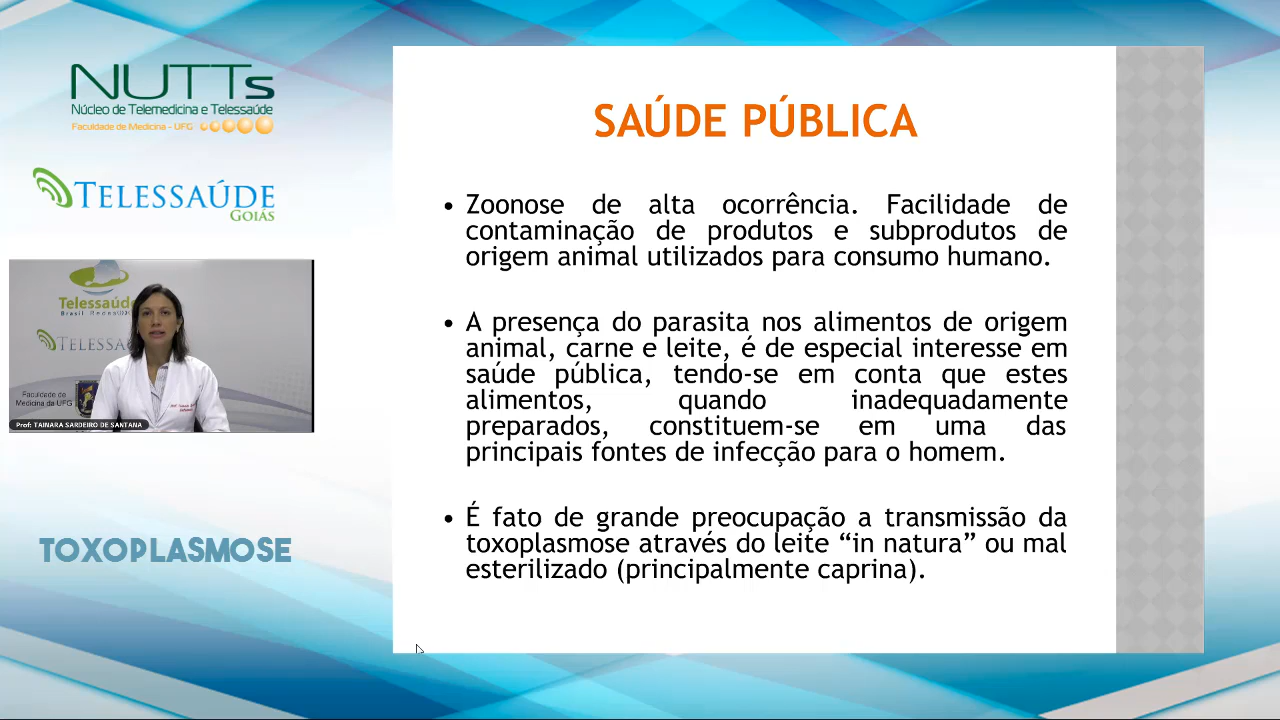 NUTTs
Núcleo de Telemedicina e Telessaúde
Faculdade de Medicina - UFG
TELESSAÚDE
GOIÁS
Telessaúde
TELESSA
Faculdade de
Medicina da UFG
Prof: TAINARA SARDEIRO DE SANTANA
TOXOPLASMOSE
SAÚDE PÚBLICA
• Zoonose de alta ocorrência. Facilidade de
contaminação de produtos e subprodutos de
origem animal utilizados para consumo humano.
• A presença do parasita nos alimentos de origem
animal, carne e leite, é de especial interesse em
saúde pública, tendo-se em conta que estes
alimentos, quando inadequadamente
preparados, constituem-se em uma das
principais fontes de infecção para o homem.
• É fato de grande preocupação a transmissão da
toxoplasmose através do leite “in natura” ou mal
esterilizado (principalmente caprina).